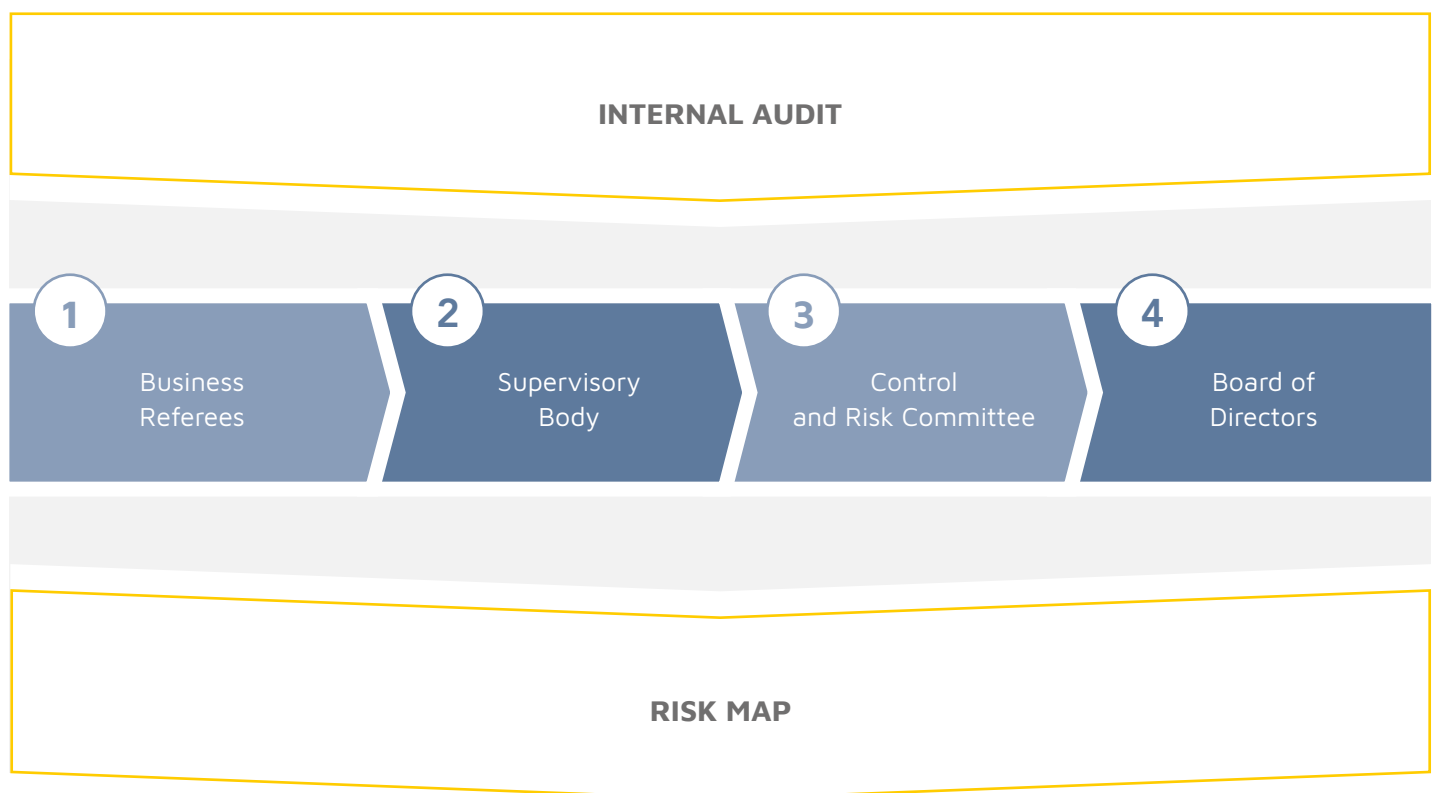 INTERNAL AUDIT
1
2
3
4
Business
Referees
Supervisory
Body
Control
and Risk Committee
Board of
Directors
RISK MAP